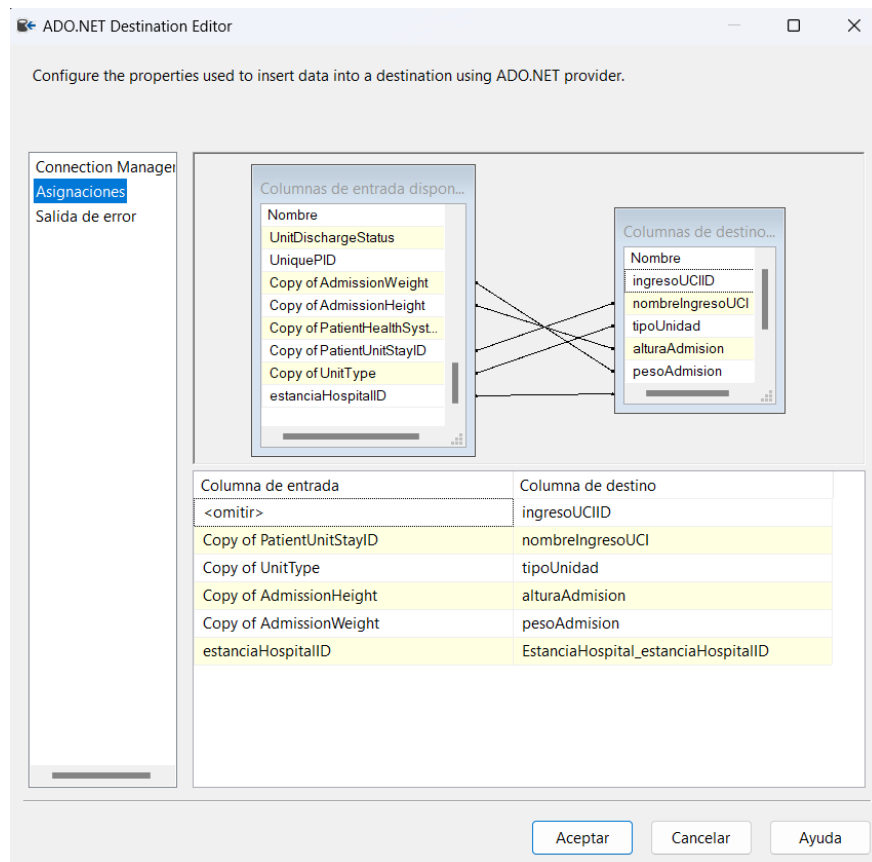 ADO.NET Destination Editor
Configure the properties used to insert data into a destination using ADO.NET provider.
Connection Manager
Asignaciones
Salida de error
Columnas de entrada dispon...
Nombre
UnitDischargeStatus
UniquePID
Copy of AdmissionWeight
Copy of AdmissionHeight
Copy of PatientHealthSyst...
Copy of PatientUnitStayID
Copy of UnitType
estanciaHospitalID
Columnas de destino...
Nombre
ingresoUCIID
nombreIngresoUCI
tipoUnidad
alturaAdmision
pesoAdmision
Columna de entrada Columna de destino
<omitir> ingresoUCIID
Copy of PatientUnitStayID nombreIngresoUCI
Copy of UnitType tipoUnidad
Copy of AdmissionHeight alturaAdmision
Copy of AdmissionWeight pesoAdmision
estanciaHospitalID EstanciaHospital_estanciaHospitalID
Aceptar Cancelar Ayuda